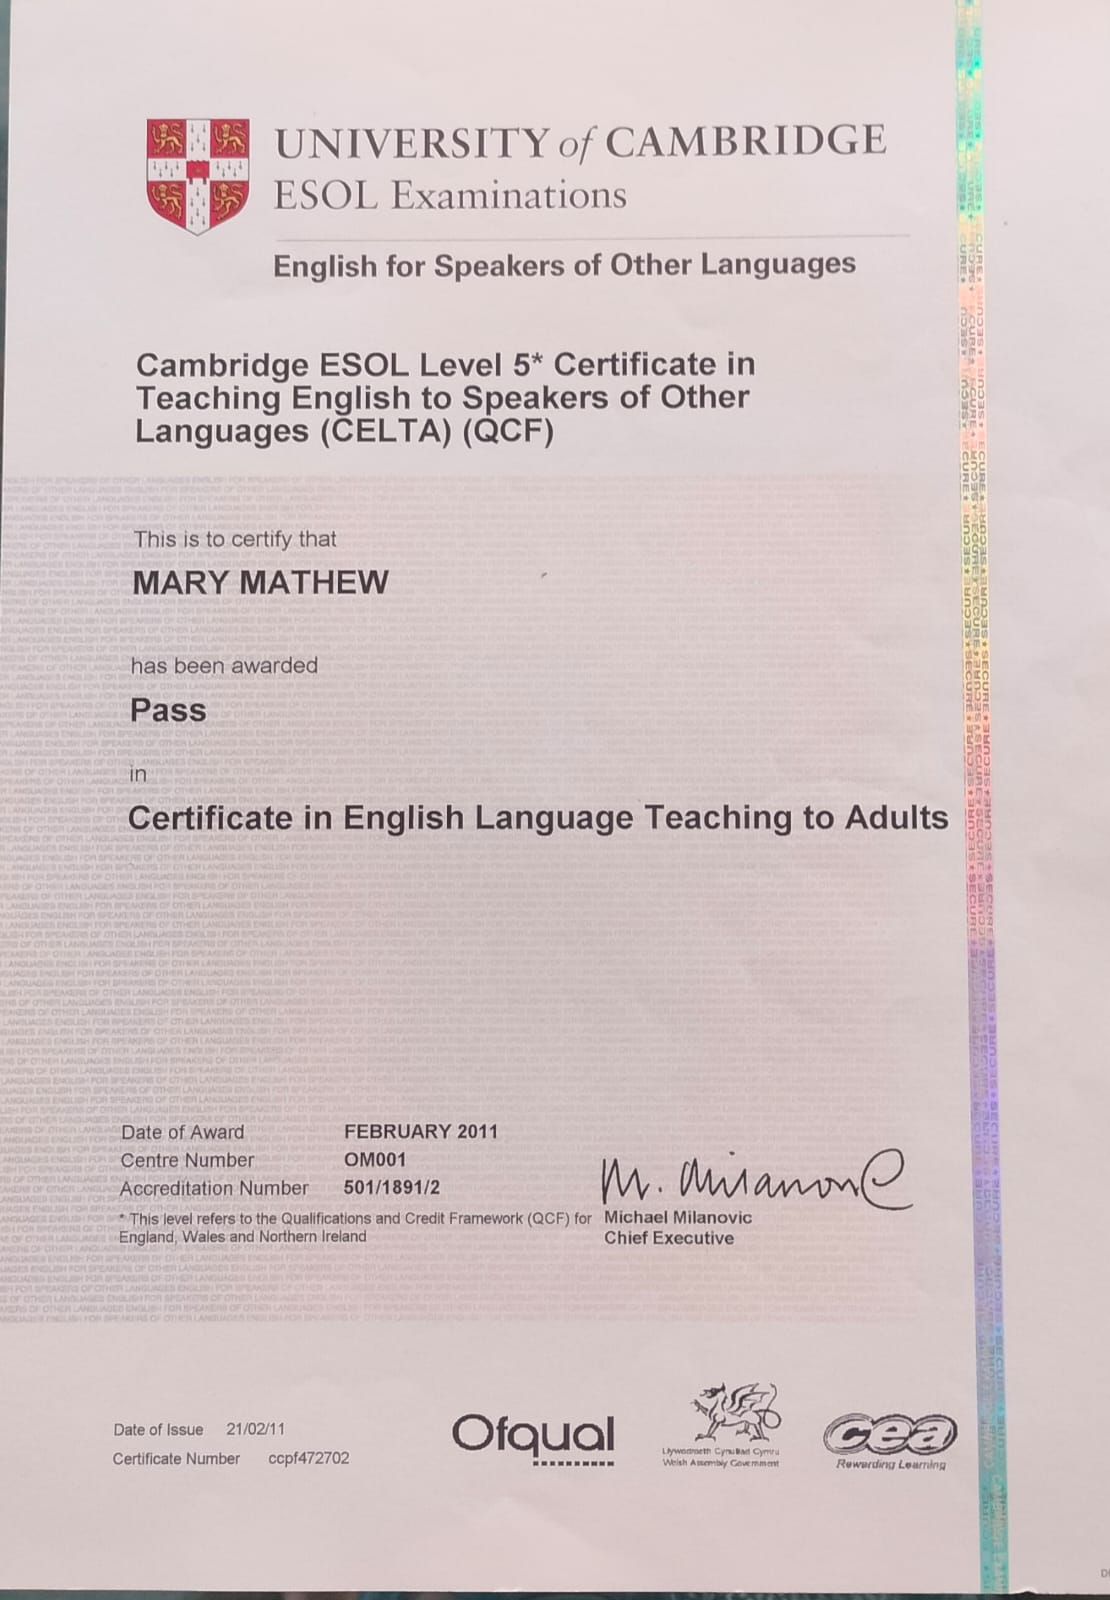 UNIVERSITY of CAMBRIDGE
ESOL Examinations
English for Speakers of Other Languages
Cambridge ESOL Level 5* Certificate in
Teaching English to Speakers of Other
Languages (CELTA) (QCF)
This is to certify that
MARY MATHEW
has been awarded
Pass
in
Certificate in English Language Teaching to Adults
Date of Award FEBRUARY 2011
Centre Number OM001
Accreditation Number 501/1891/2
* This level refers to the Qualifications and Credit Framework (QCF) for
England, Wales and Northern Ireland
M. Milanovic
Michael Milanovic
Chief Executive
Date of Issue 21/02/11
Certificate Number ccpf472702
Ofqual
Llywodraeth Cynulliad Cymru
Welsh Assembly Government
cea
Rewarding Learning